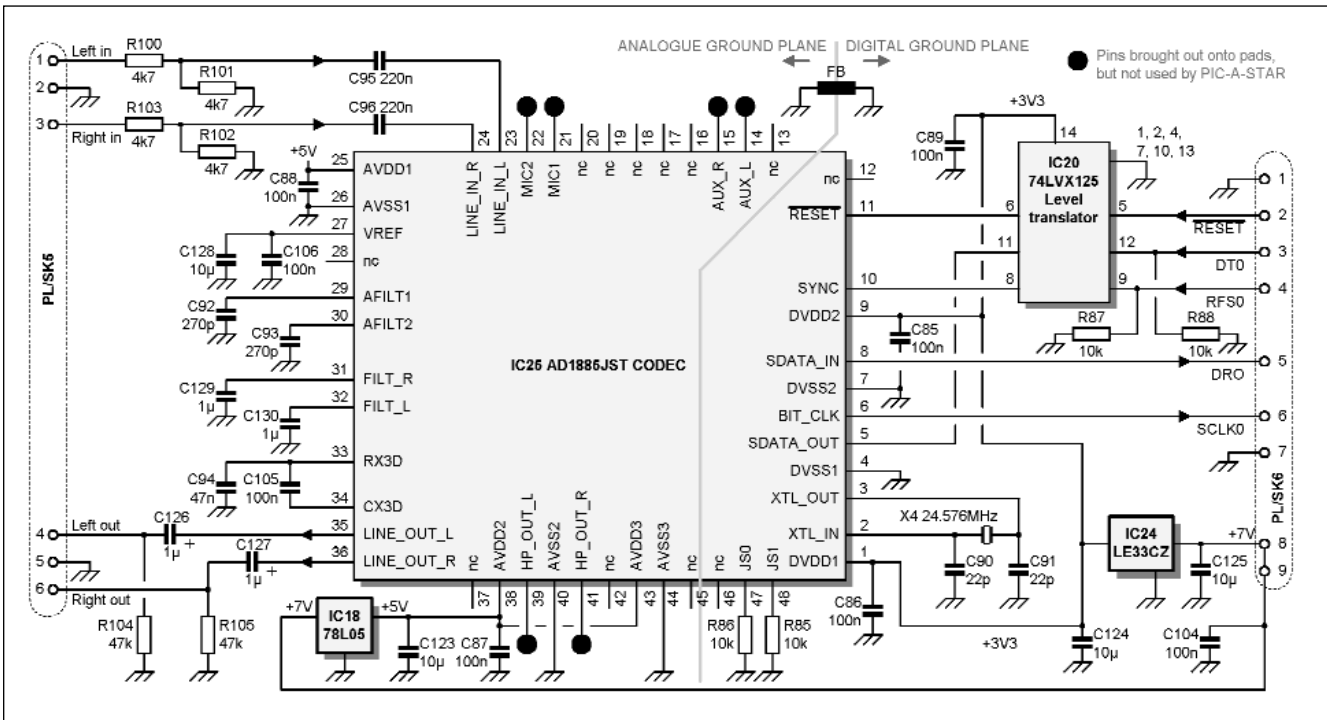 ANALOGUE GROUND PLANE
DIGITAL GROUND PLANE
FB
Pins brought out onto pads,
but not used by PIC-A-STAR
PL/SK5
1
Left in
R100
4k7
R101
4k7
C95 220n
2
3
Right in
R103
4k7
R102
4k7
C96 220n
4
Left out
5
6
Right out
+5V
C88
100n
C128
10µ
C106
100n
C92
270p
C93
270p
C129
1µ
C130
1µ
C94
47n
C105
100n
C126
1µ
+
C127
1µ
+
R104
47k
R105
47k
24
23
22
21
20
19
18
17
16
15
14
13
LINE_IN_R
LINE_IN_L
MIC2
MIC1
nc
nc
nc
nc
AUX_R
AUX_L
nc
25
AVDD1
26
AVSS1
27
VREF
28
nc
29
AFILT1
30
AFILT2
31
FILT_R
32
FILT_L
33
RX3D
34
CX3D
35
LINE_OUT_L
36
LINE_OUT_R
IC25 AD1885JST CODEC
nc
12
RESET
11
SYNC
10
DVDD2
9
SDATA_IN
8
DVSS2
7
BIT_CLK
6
SDATA_OUT
5
DVSS1
4
XTL_OUT
3
XTL_IN
2
DVDD1
1
nc
AVDD2
HP_OUT_L
AVSS2
HP_OUT_R
nc
AVDD3
AVSS3
nc
nc
JS0
JS1
37
38
39
40
41
42
43
44
45
46
47
48
+7V
IC18
78L05
+5V
C123
10µ
C87
100n
R86
10k
R85
10k
C86
100n
+3V3
C89
100n
+3V3
14
IC20
74LVX125
Level
translator
1, 2, 4,
7, 10, 13
6
5
11
12
8
9
R87
10k
R88
10k
C85
100n
X4 24.576MHz
C90
22p
C91
22p
IC24
LE33CZ
+7V
C125
10µ
C124
10µ
C104
100n
1
2
RESET
3
DT0
4
RFS0
5
DRO
6
SCLK0
7
8
9
PL/SK6